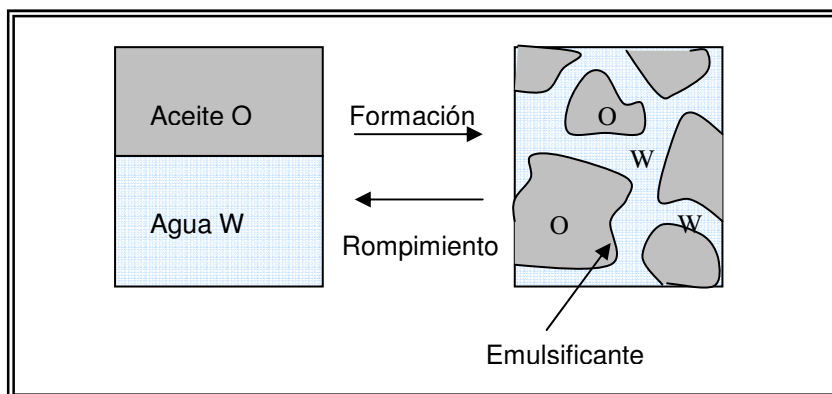 Aceite O
Formación
Agua W
Rompimiento
O
W
O
W
Emulsificante